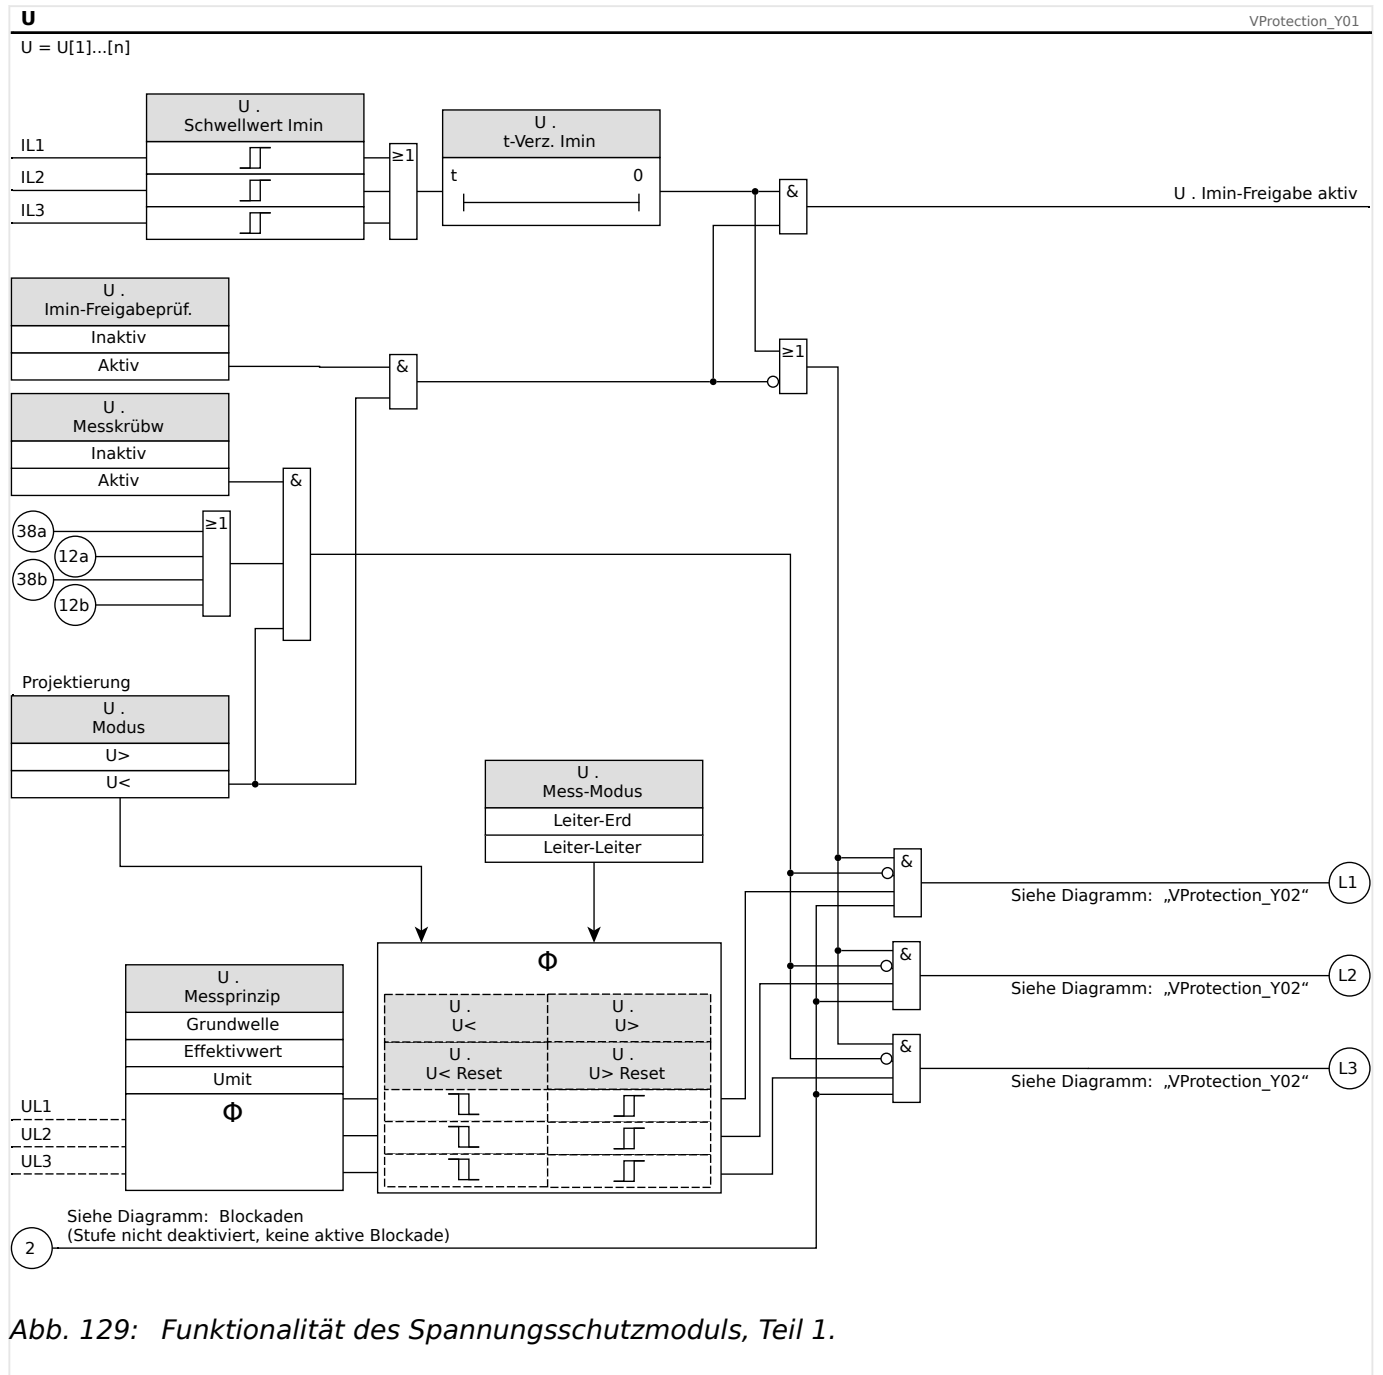 U
VProtection_Y01
U = U[1]...[n]
U .
Schwellwert Imin
IL1
IL2
IL3
≥1
U .
t-Verz. Imin
t
0
&
U . Imin-Freigabe aktiv
U .
Imin-Freigabeprüf.
Inaktiv
Aktiv
&
≥1
U .
Messkrübw
Inaktiv
Aktiv
&
38a
12a
38b
12b
≥1
Projektierung
U .
Modus
U>
U<
U .
Mess-Modus
Leiter-Erd
Leiter-Leiter
&
L1
Siehe Diagramm: „VProtection_Y02“
&
L2
Siehe Diagramm: „VProtection_Y02“
&
L3
Siehe Diagramm: „VProtection_Y02“
U .
Messprinzip
Grundwelle
Effektivwert
Umit
Φ
UL1
UL2
UL3
Φ
U .
U<
U .
U>
U .
U< Reset
U .
U> Reset
Siehe Diagramm: Blockaden
(Stufe nicht deaktiviert, keine aktive Blockade)
2
Abb. 129: Funktionalität des Spannungsschutzmoduls, Teil 1.